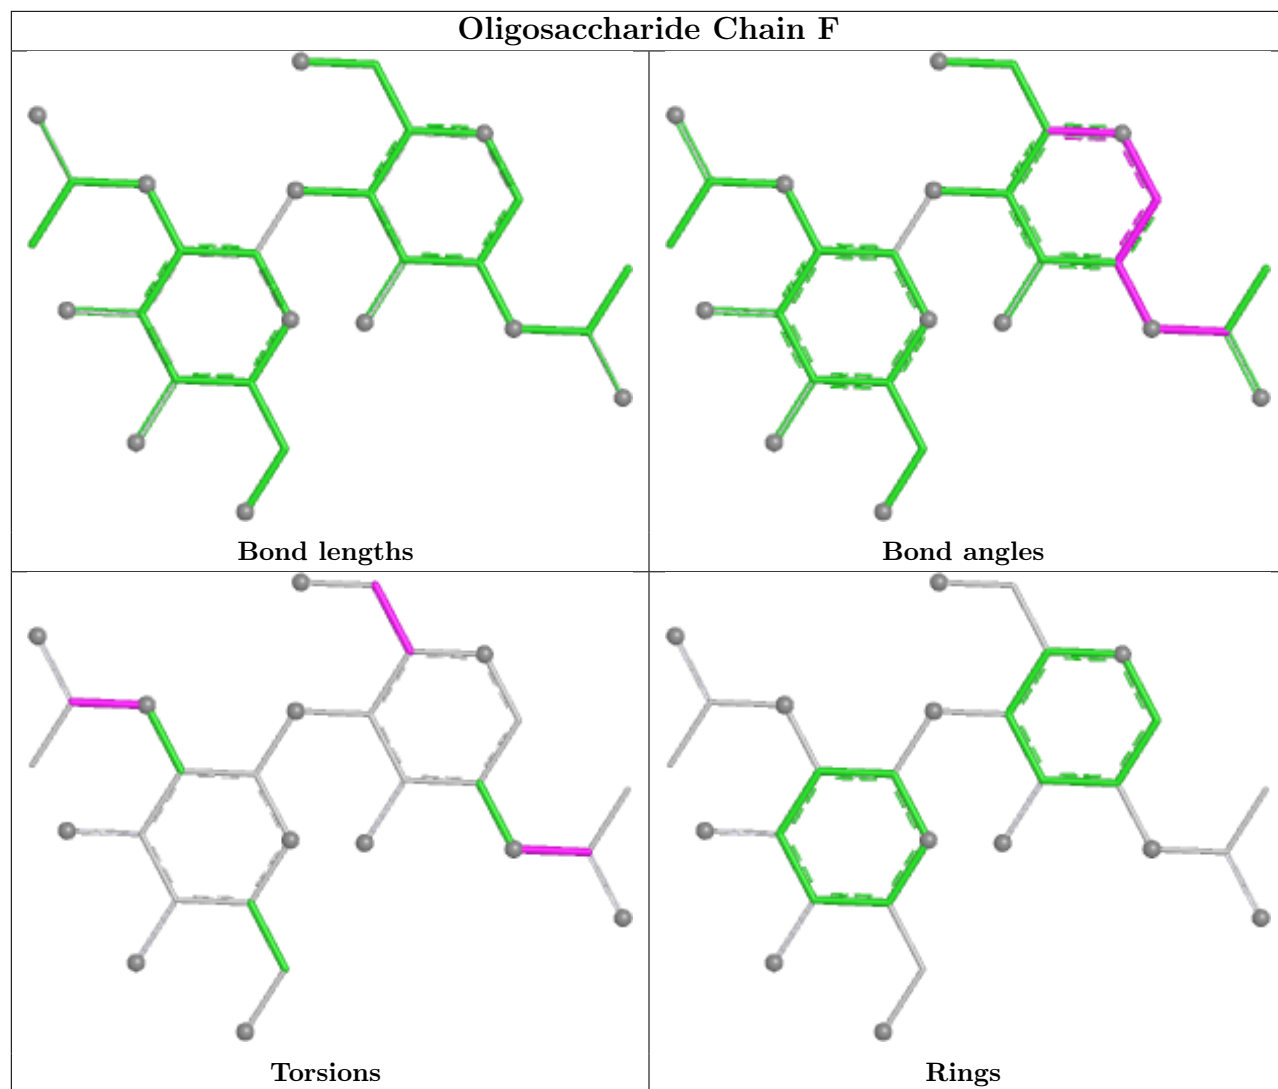 Oligosaccharide Chain F
Bond lengths
Bond angles
Torsions
Rings